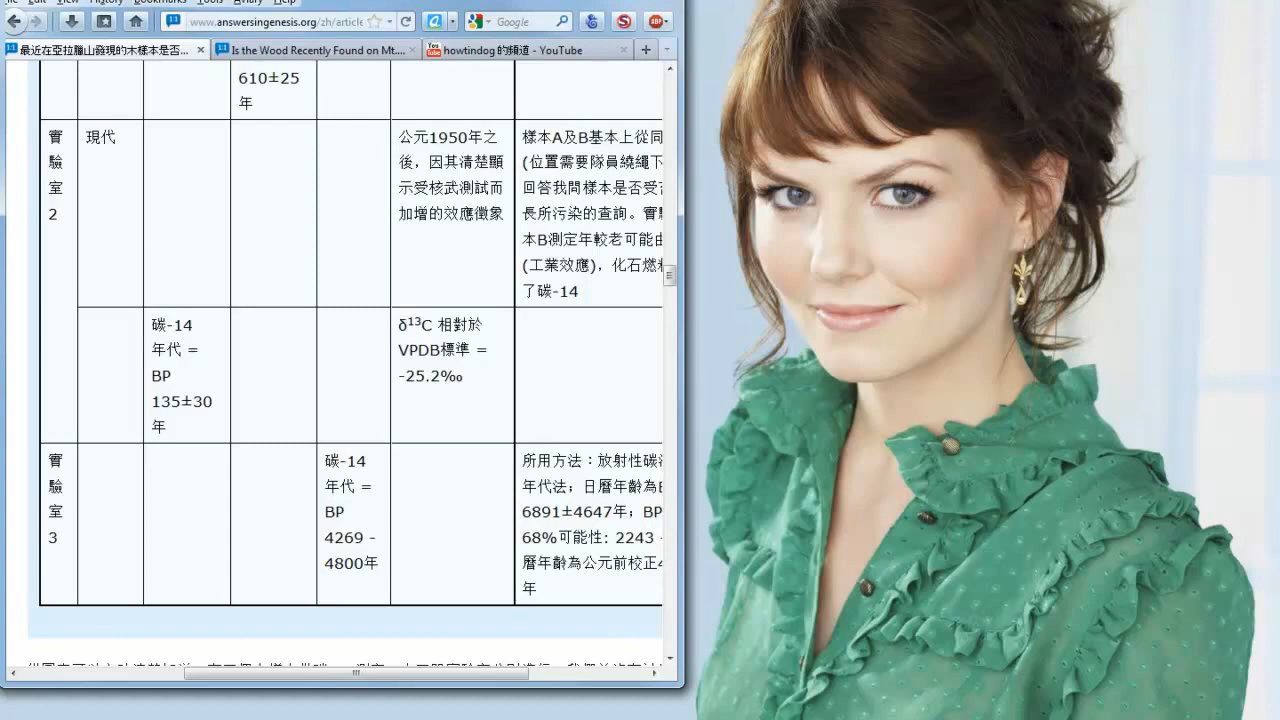 Edit View History Bookmarks Tools Aviary Help
www.answersingenesis.org/zh/article
Google
ABP
最近在亞拉臘山發現的木樣本是否...
Is the Wood Recently Found on Mt....
You Tube howtindog 的頻道 - YouTube
610±25
年
實
驗
室
2
現代
公元1950年之
後，因其清楚顯
示受核武測試而
加增的效應徵象
樣本A及B基本上從同
(位置需要隊員繞繩下
回答我問樣本是否受
長所污染的查詢。實
本B測定年較老可能由
(工業效應)，化石燃
了碳-14
碳-14
年代 =
BP
135±30
年
δ¹³C 相對於
VPDB標準 =
-25.2‰
實
驗
室
3
碳-14
年代 =
BP
4269 -
4800年
所用方法：放射性碳
年代法；日曆年齡為
6891±4647年；BP
68%可能性: 2243
曆年齡為公元前校正4
年